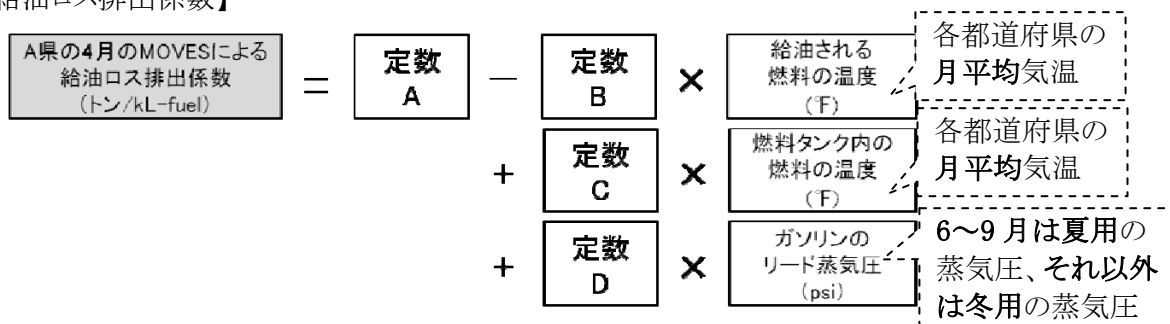 給油ロス排出係数】
A県の4月のMOVESによる
給油ロス排出係数
(トン/kL-fuel)
=
定数
A
－
定数
B
×
給油される
燃料の温度
(℉)
各都道府県の
月平均気温
+
定数
C
×
燃料タンク内の
燃料の温度
(℉)
各都道府県の
月平均気温
+
定数
D
×
ガソリンの
リード蒸気圧
(psi)
6～9月は夏用の
蒸気圧、それ以外
は冬用の蒸気圧